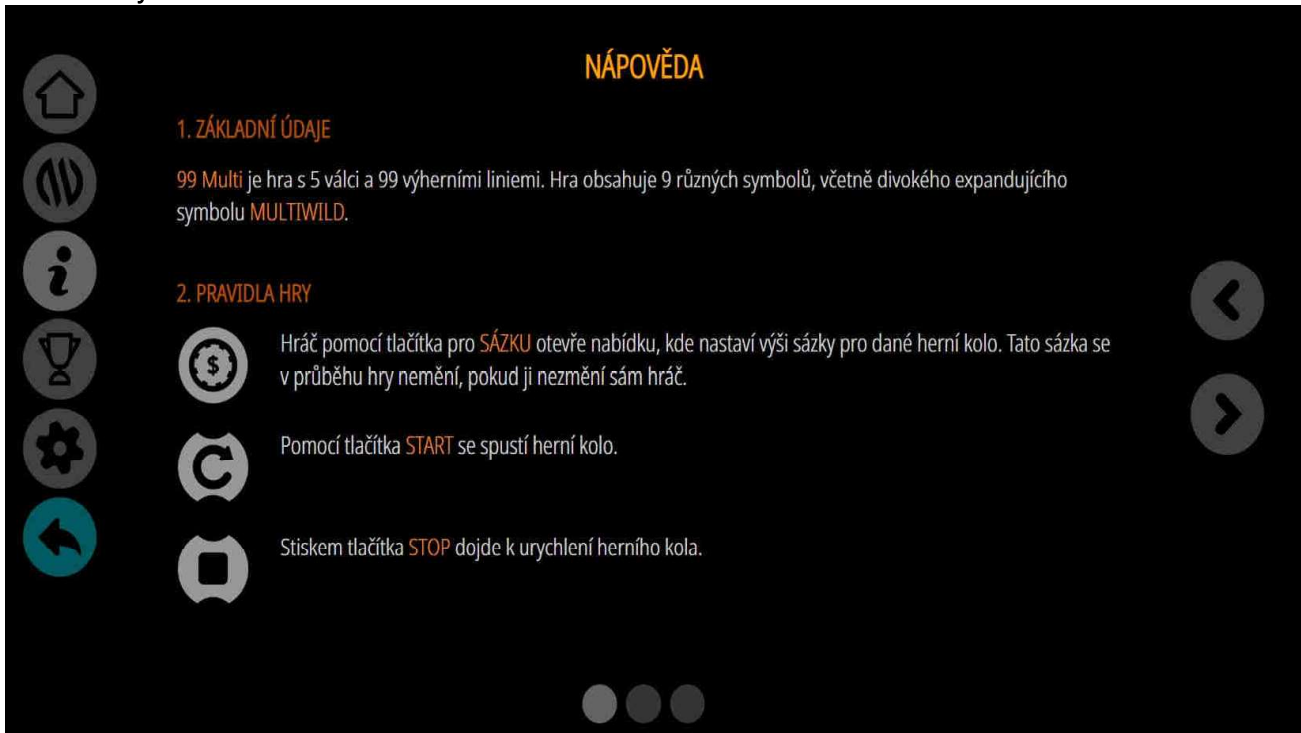 NÁPOVĚDA
1. ZÁKLADNÍ ÚDAJE
99 Multi je hra s 5 válci a 99 výherními liniemi. Hra obsahuje 9 různých symbolů, včetně divokého expandujícího
symbolu MULTIWILD.
2. PRAVIDLA HRY
Hráč pomocí tlačítka pro SÁZKU otevře nabídku, kde nastaví výši sázky pro dané herní kolo. Tato sázka se
v průběhu hry nemění, pokud ji nezmění sám hráč.
Pomocí tlačítka START se spustí herní kolo.
Stiskem tlačítka STOP dojde k urychlení herního kola.